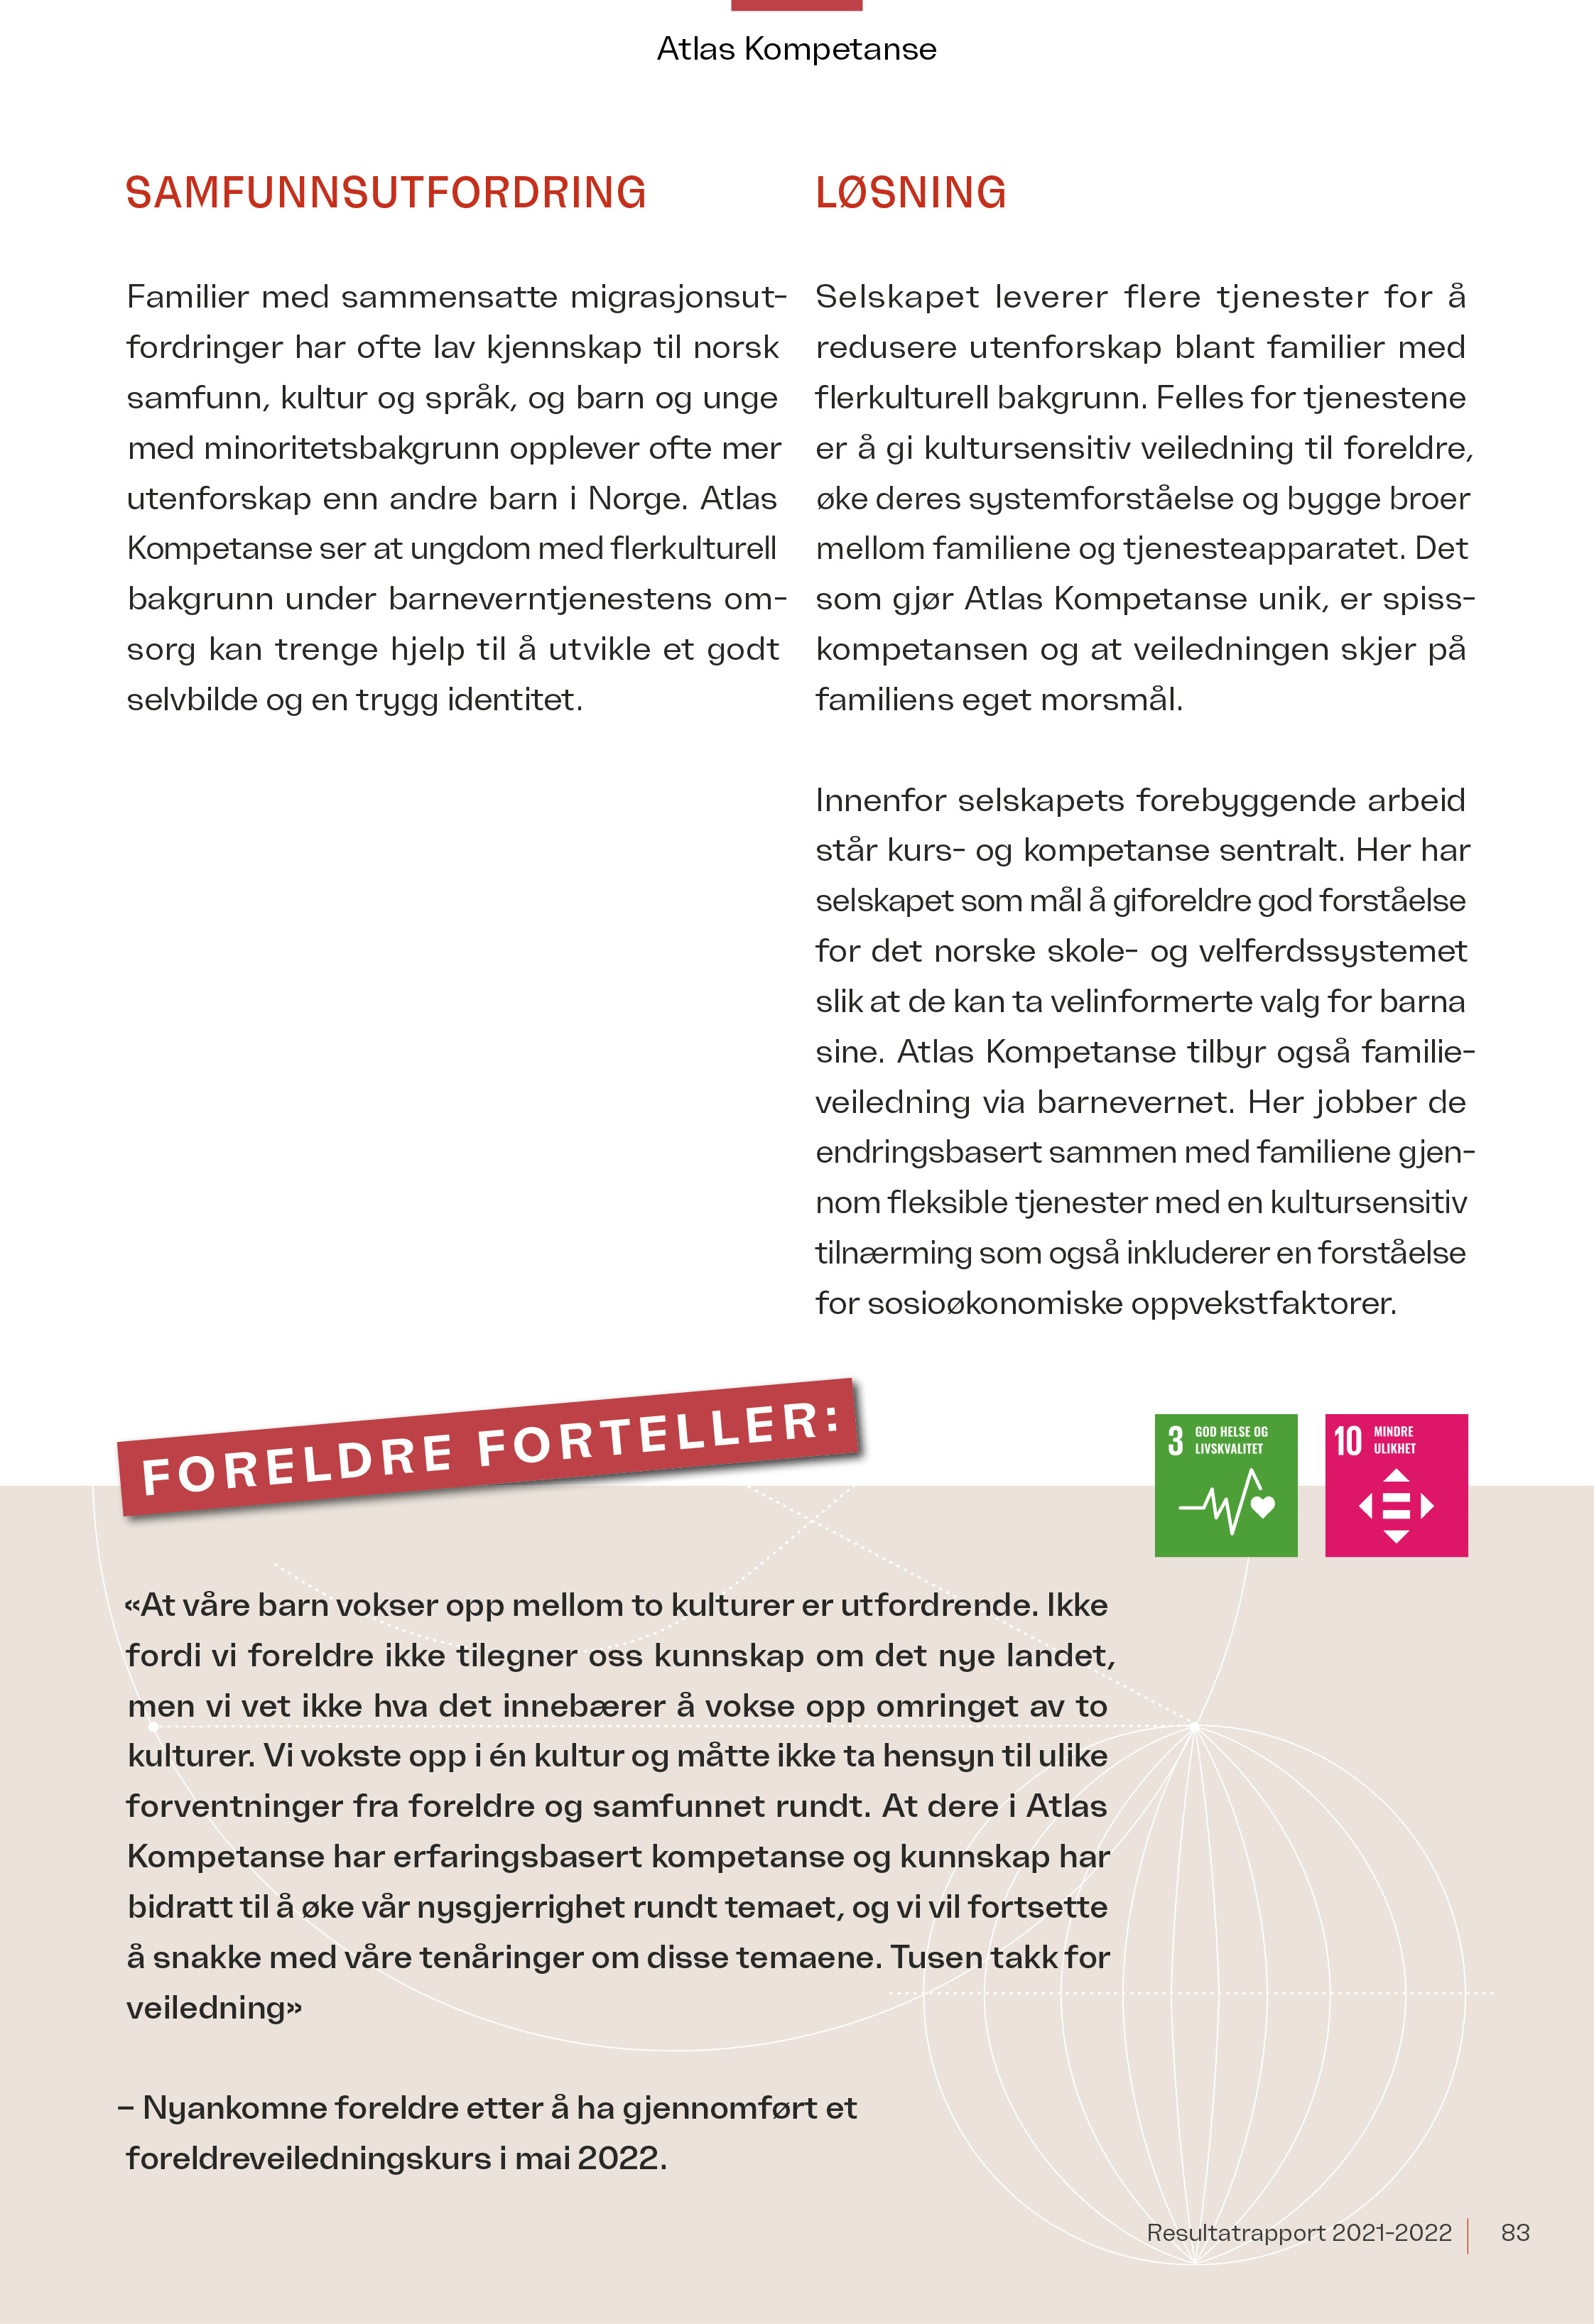 Atlas Kompetanse
SAMFUNNSUTFORDRING
Familier med sammensatte migrasjonsut-
fordringer har ofte lav kjennskap til norsk
samfunn, kultur og språk, og barn og unge
med minoritetsbakgrunn opplever ofte mer
utenforskap enn andre barn i Norge. Atlas
Kompetanse ser at ungdom med flerkulturell
bakgrunn under barneverntjenestens om-
sorg kan trenge hjelp til å utvikle et godt
selvbilde og en trygg identitet.
LØSNING
Selskapet leverer flere tjenester for å
redusere utenforskap blant familier med
flerkulturell bakgrunn. Felles for tjenestene
er å gi kultursensitiv veiledning til foreldre,
øke deres systemforståelse og bygge broer
mellom familiene og tjenesteapparatet. Det
som gjør Atlas Kompetanse unik, er spiss-
kompetansen og at veiledningen skjer på
familiens eget morsmål.
Innenfor selskapets forebyggende arbeid
står kurs- og kompetanse sentralt. Her har
selskapet som mål å giforeldre god forståelse
for det norske skole- og velferdssystemet
slik at de kan ta velinformerte valg for barna
sine. Atlas Kompetanse tilbyr også familie-
veiledning via barnevernet. Her jobber de
endringsbasert sammen med familiene gjen-
nom fleksible tjenester med en kultursensitiv
tilnærming som også inkluderer en forståelse
for sosioøkonomiske oppvekstfaktorer.
FORELDRE FORTELLER:
3 GOD HELSE OG
LIVSKVALITET
10 MINDRE
ULIKHET
«At våre barn vokser opp mellom to kulturer er utfordrende. Ikke
fordi vi foreldre ikke tilegner oss kunnskap om det nye landet,
men vi vet ikke hva det innebærer å vokse opp omringet av to
kulturer. Vi vokste opp i én kultur og måtte ikke ta hensyn til ulike
forventninger fra foreldre og samfunnet rundt. At dere i Atlas
Kompetanse har erfaringsbasert kompetanse og kunnskap har
bidratt til å øke vår nysgjerrighet rundt temaet, og vi vil fortsette
å snakke med våre tenåringer om disse temaene. Tusen takk for
veiledning»
– Nyankomne foreldre etter å ha gjennomført et
foreldreveiledningskurs i mai 2022.
Resultatrapport 2021-2022 83